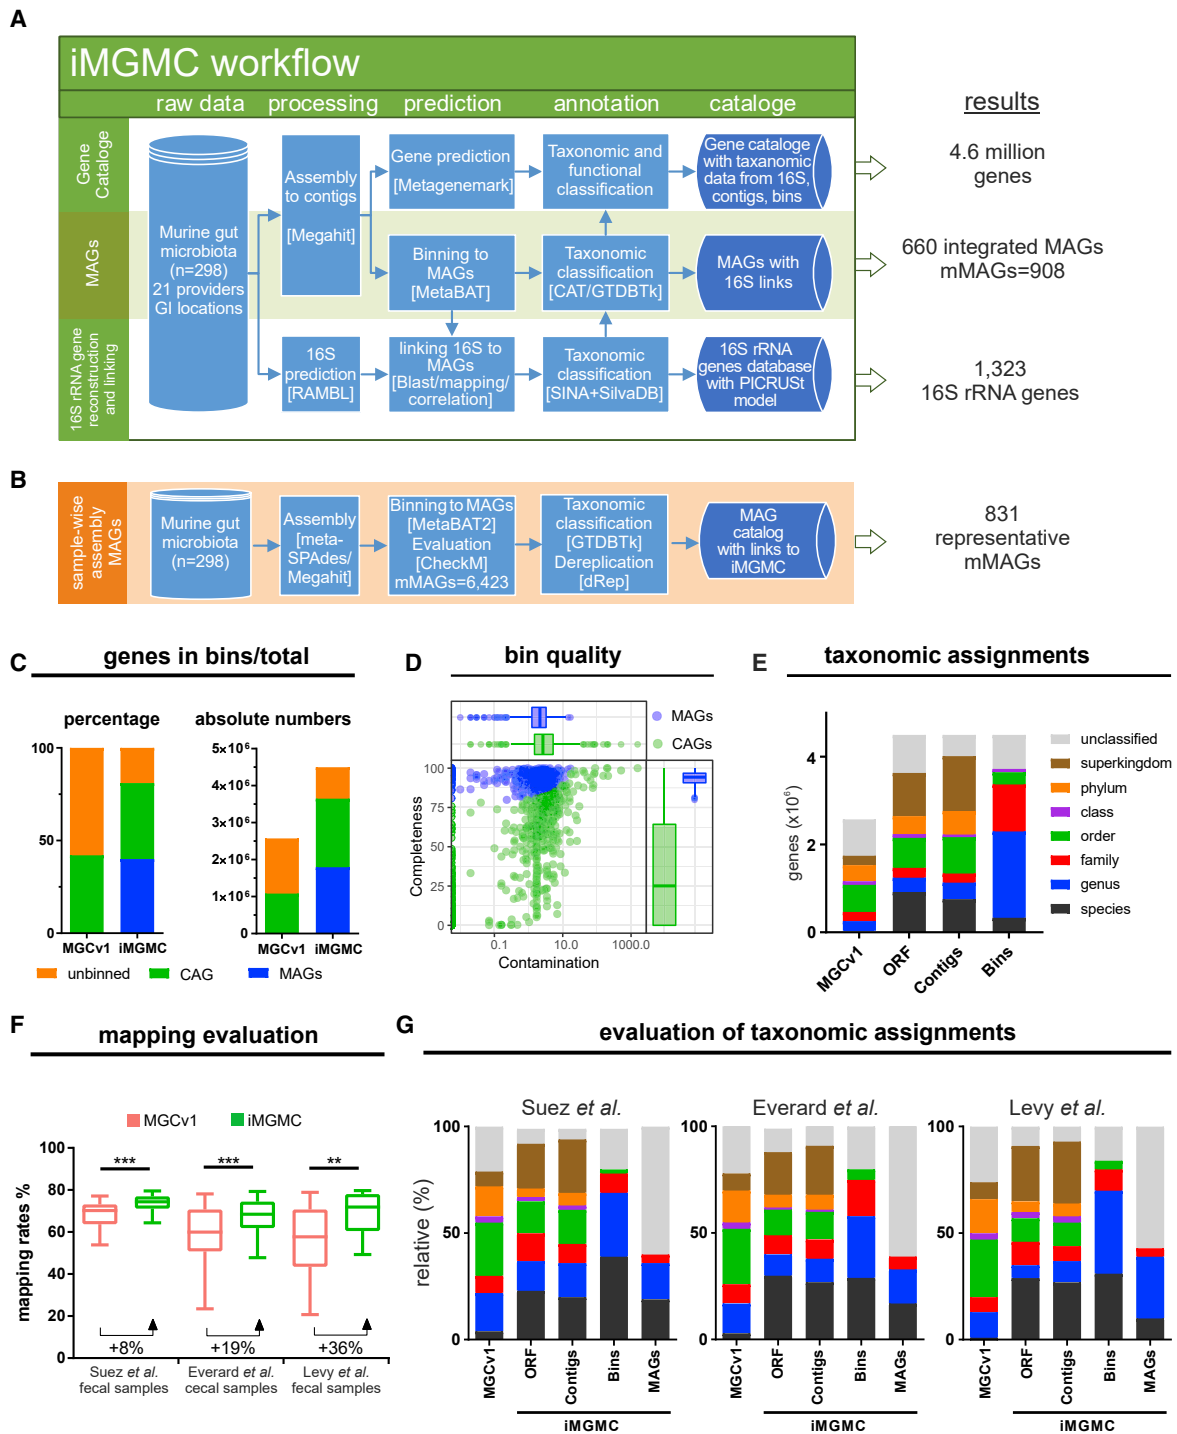 A
iMGMC workflow
raw data processing prediction annotation cataloge
results
Gene
Cataloge
MAGs
16S rRNA gene
reconstruction
and linking
Murine gut
microbiota
(n=298)
21 providers
GI locations
Assembly
to contigs
[Megahit]
Gene prediction
[Metagenemark]
Taxonomic and
functional
classification
Gene cataloge
with taxanomic
data from 16S,
contigs, bins
4.6 million
genes
Binning to
MAGs
[MetaBAT]
Taxonomic
classification
[CAT/GTDBTk]
MAGs with
16S links
660 integrated MAGs
mMAGs=908
16S
prediction
[RAMBL]
linking 16S to
MAGs
[Blast/mapping/
correlation]
Taxonomic
classification
[SINA+SilvaDB]
16S rRNA
genes database
with PICRUSt
model
1,323
16S rRNA genes
B
sample-wise
assembly
MAGs
Murine gut
microbiota
(n=298)
Assembly
[meta-
SPAdes/
Megahit]
Binning to MAGs
[MetaBAT2]
Evaluation
[CheckM]
mMAGs=6,423
Taxonomic
classification
[GTDBTk]
Dereplication
[dRep]
MAG
catalog
with links to
iMGMC
831
representative
mMAGs
C
genes in bins/total
percentage
100
50
0
MGCv1 iMGMC
absolute numbers
5×10⁶
4×10⁶
3×10⁶
2×10⁶
1×10⁶
0
MGCv1 iMGMC
unbinned CAG MAGs
D
bin quality
MAGs
CAGs
Completeness
100
75
50
25
0
0.1 10.0 1000.0
Contamination
E
taxonomic assignments
genes (x10⁶)
4
2
0
MGCv1 ORF Contigs Bins
unclassified
superkingdom
phylum
class
order
family
genus
species
F
mapping evaluation
MGCv1 iMGMC
mapping rates %
100
80
60
40
20
0
*** *** **
+8% +19% +36%
Suez et al.
fecal samples
Everard et al.
cecal samples
Levy et al.
fecal samples
G
evaluation of taxonomic assignments
relative (%)
Suez et al.
100
50
0
MGCv1 ORF Contigs Bins MAGs
iMGMC
Everard et al.
100
50
0
MGCv1 ORF Contigs Bins MAGs
iMGMC
Levy et al.
100
50
0
MGCv1 ORF Contigs Bins MAGs
iMGMC